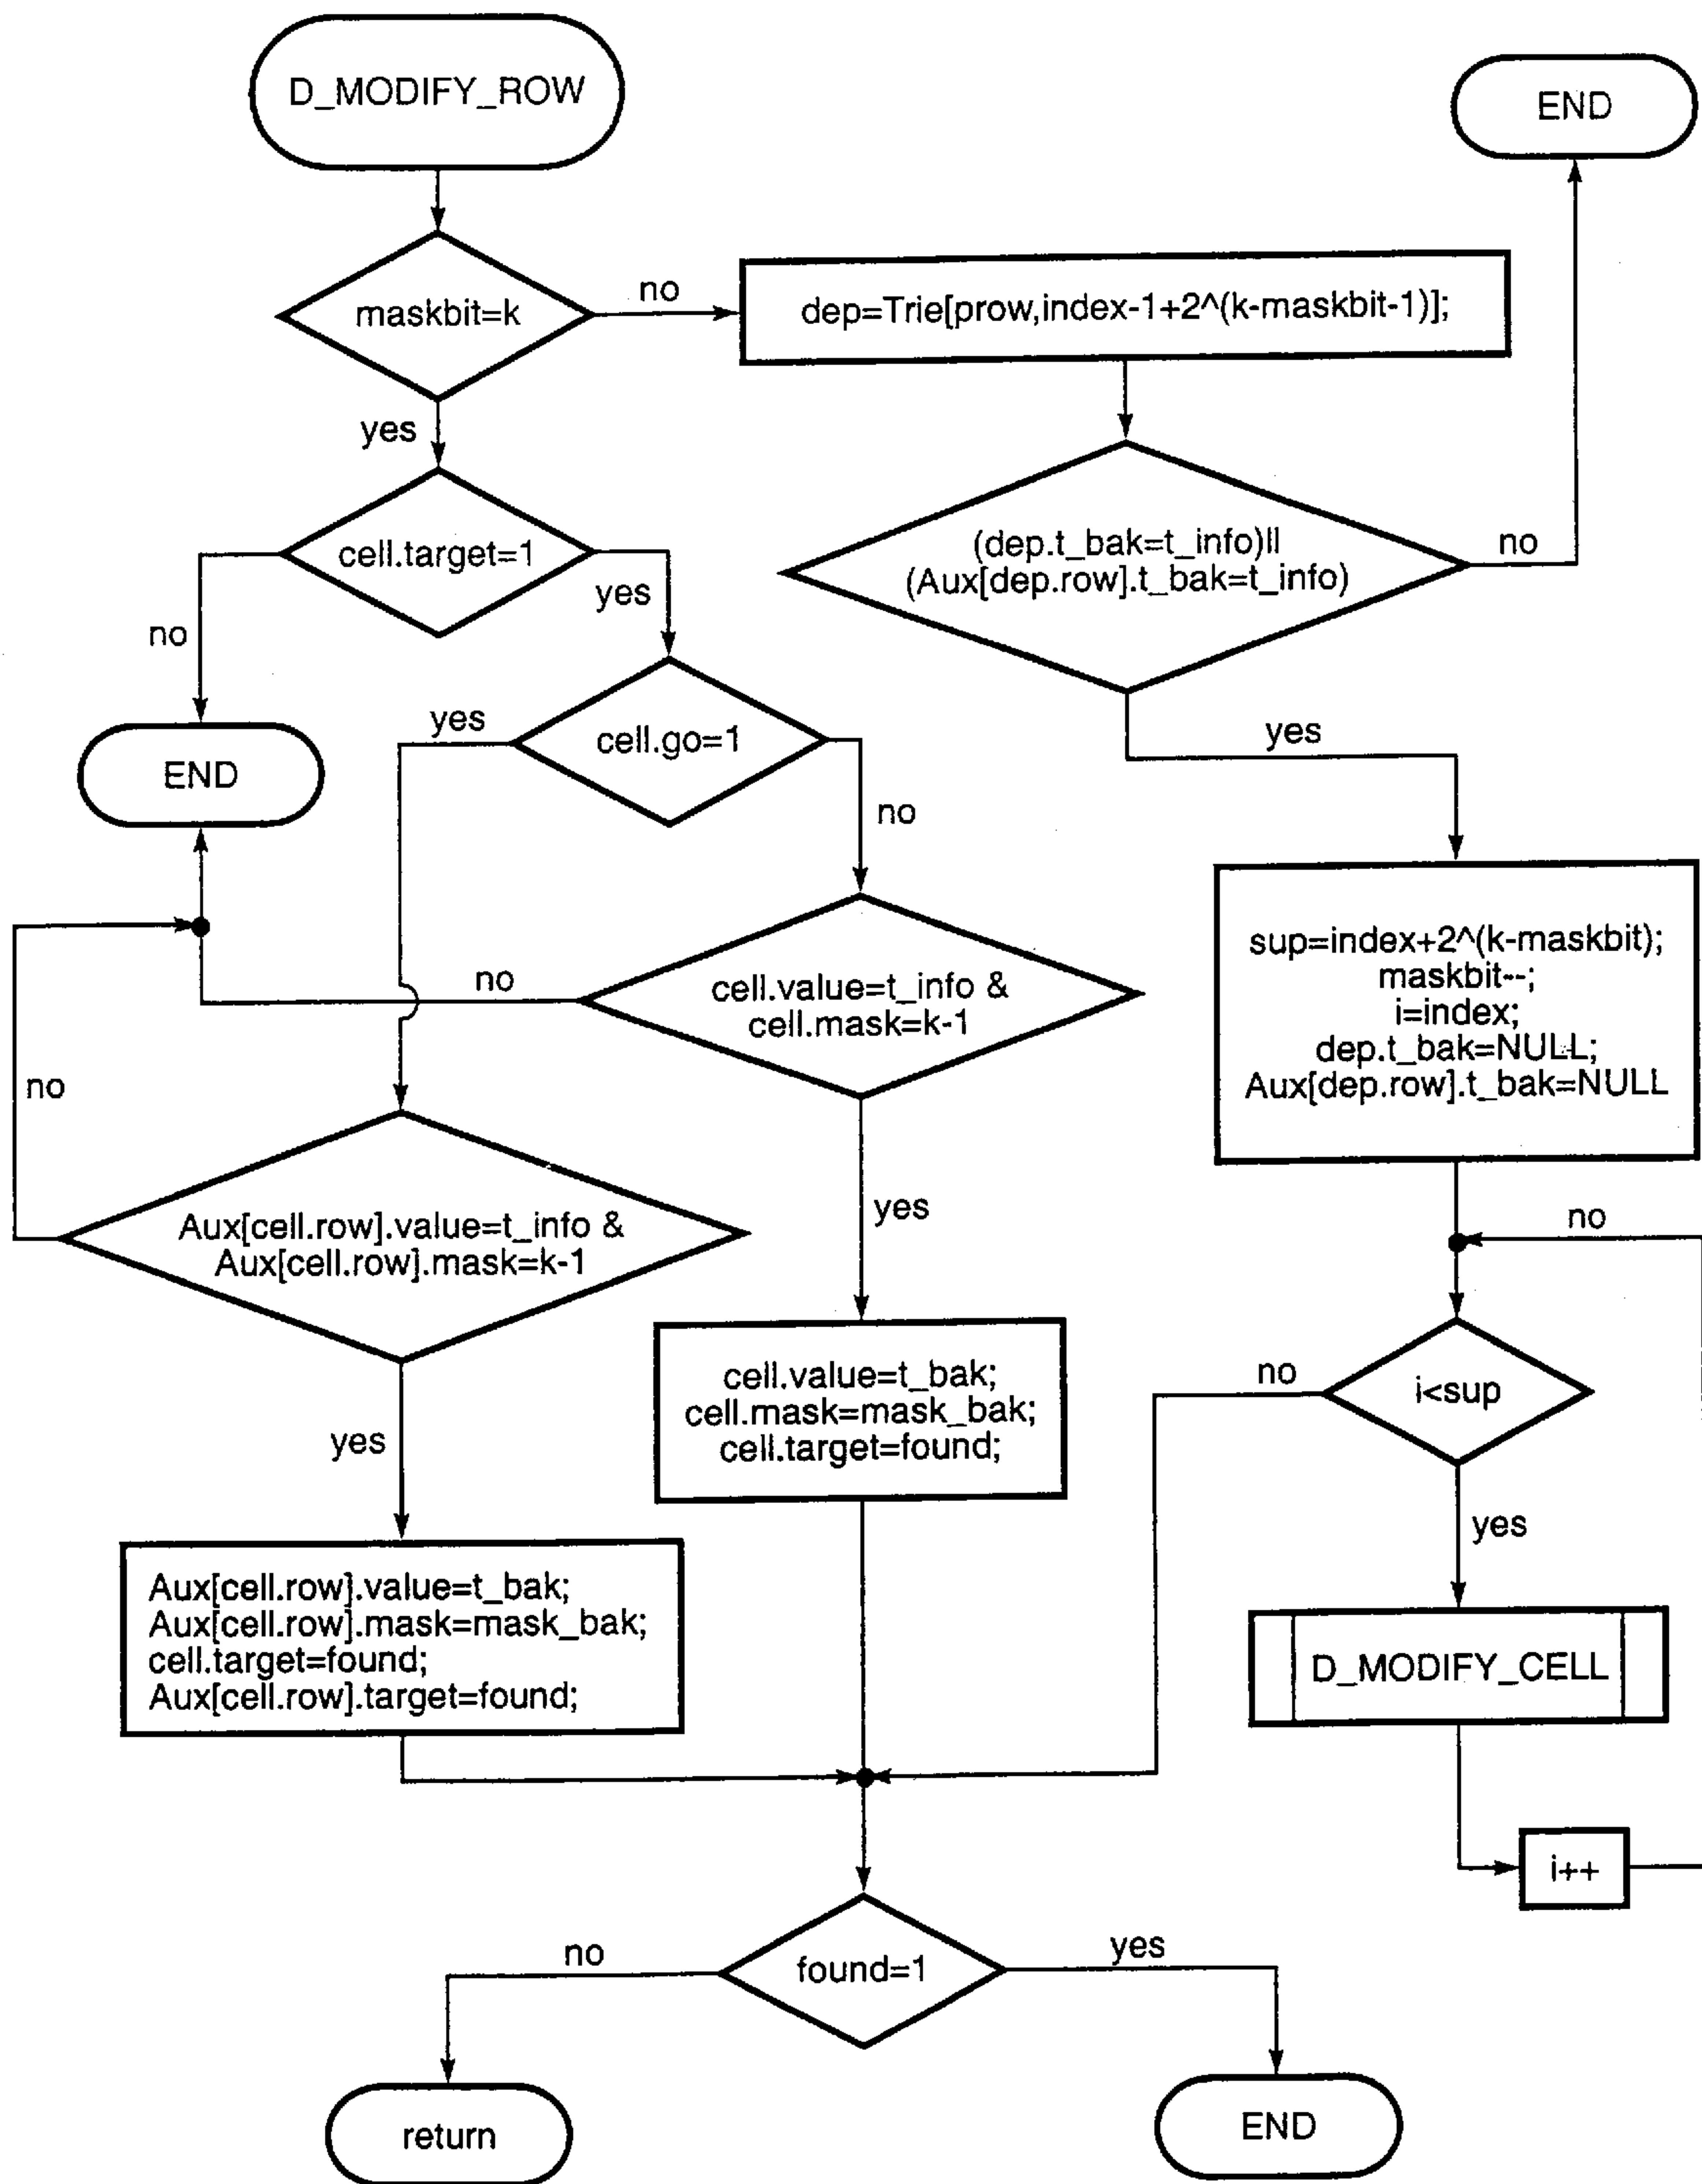 D_MODIFY_ROW
END
maskbit=k
no
dep=Trie[prow,index-1+2^(k-maskbit-1)];
yes
cell.target=1
yes
no
(dep.t_bak=t_info)||
(Aux[dep.row].t_bak=t_info)
no
yes
cell.go=1
no
END
yes
sup=index+2^(k-maskbit);
maskbit--;
i=index;
dep.t_bak=NULL;
Aux[dep.row].t_bak=NULL
no
cell.value=t_info &
cell.mask=k-1
no
yes
Aux[cell.row].value=t_info &
Aux[cell.row].mask=k-1
no
yes
cell.value=t_bak;
cell.mask=mask_bak;
cell.target=found;
no
i<sup
yes
yes
Aux[cell.row].value=t_bak;
Aux[cell.row].mask=mask_bak;
cell.target=found;
Aux[cell.row].target=found;
D_MODIFY_CELL
i++
no
found=1
yes
return
END